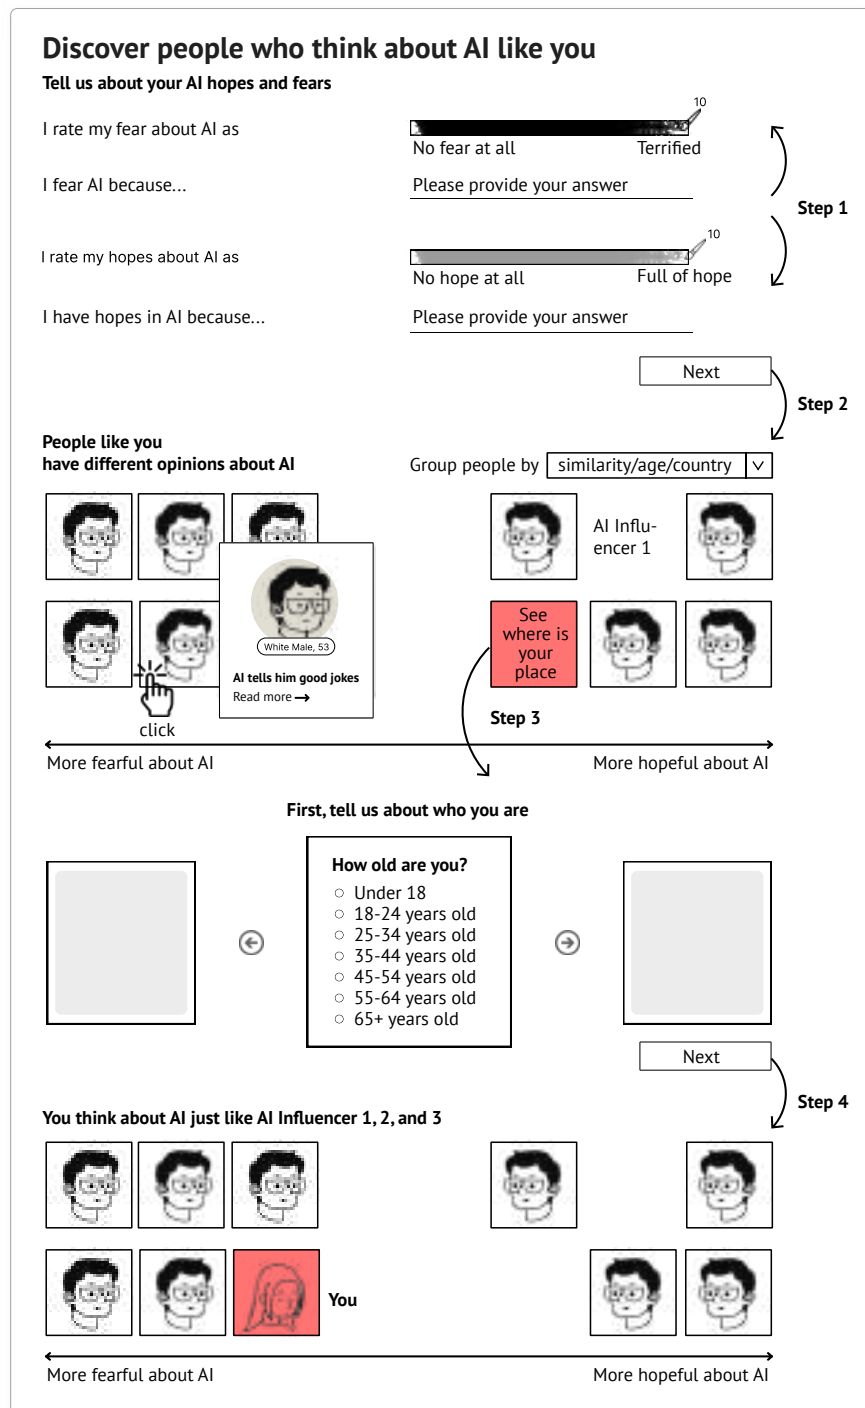 Discover people who think about AI like you
Tell us about your AI hopes and fears
10
I rate my fear about AI as
No fear at all
Terrified
I fear AI because...
Please provide your answer
Step 1
10
I rate my hopes about AI as
No hope at all
Full of hope
I have hopes in AI because...
Please provide your answer
Next
Step 2
People like you
have different opinions about AI
Group people by
similarity/age/country
AI Influ-
encer 1
White Male, 53
AI tells him good jokes
Read more
click
See
where is
your
place
Step 3
More fearful about AI
More hopeful about AI
First, tell us about who you are
How old are you?
Under 18
18-24 years old
25-34 years old
35-44 years old
45-54 years old
55-64 years old
65+ years old
Next
Step 4
You think about AI just like AI Influencer 1, 2, and 3
You
More fearful about AI
More hopeful about AI